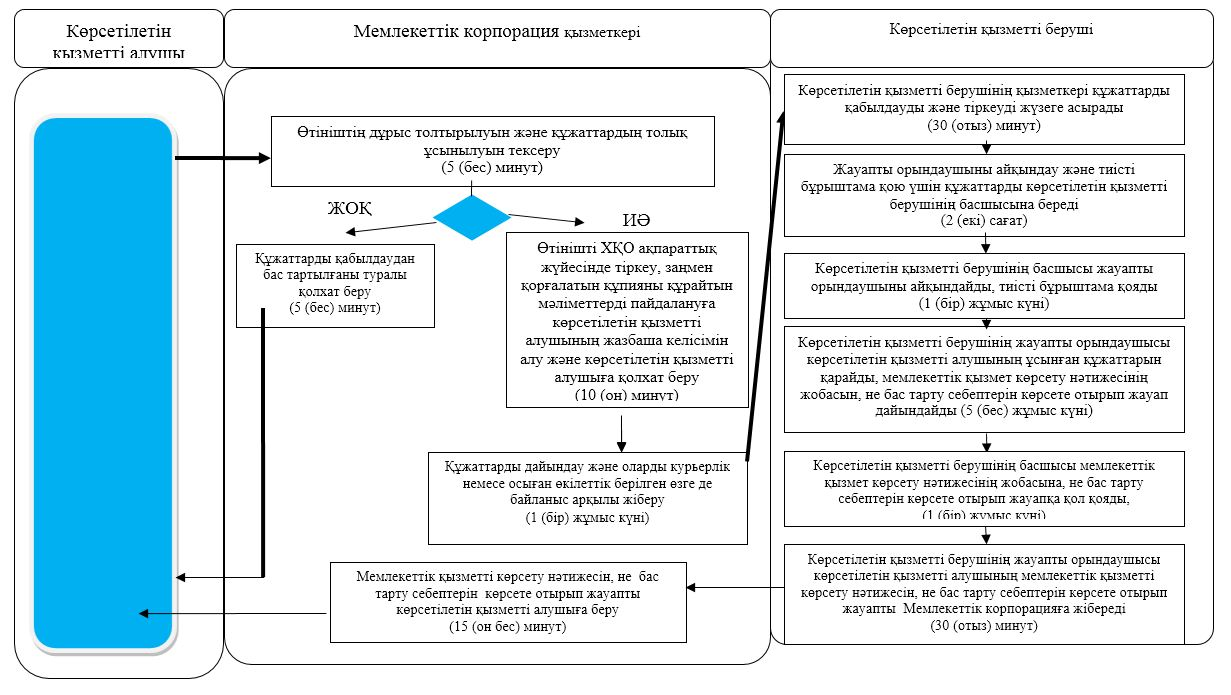 Көрсетілетін
қызметті алушы
Мемлекеттік корпорация қызметкері
Көрсетілетін қызметті беруші
Өтініштің дұрыс толтырылуын және құжаттардың толық
ұсынылуын тексеру
(5 (бес) минут)
ЖОҚ
ИӘ
Құжаттарды қабылдаудан
бас тартылғаны туралы
қолхат беру
(5 (бес) минут)
Өтінішті ХҚО ақпараттық
жүйесінде тіркеу, заңмен
қорғалатын құпияны құрайтын
мәліметтерді пайдалануға
көрсетілетін қызметті
алушының жазбаша келісімін
алу және көрсетілетін қызметті
алушыға қолхат беру
(10 (он) минут)
Құжаттарды дайындау және оларды курьерлік
немесе осыған өкілеттік берілген өзге де
байланыс арқылы жіберу
(1 (бір) жұмыс күні)
Көрсетілетін қызметті берушінің қызметкері құжаттарды
қабылдауды және тіркеуді жүзеге асырады
(30 (отыз) минут)
Жауапты орындаушыны айқындау және тиісті
бұрыштама қою үшін құжаттарды көрсетілетін қызметті
берушінің басшысына береді
(2 (екі) сағат)
Көрсетілетін қызметті берушінің басшысы жауапты
орындаушыны айқындайды, тиісті бұрыштама қояды
(1 (бір) жұмыс күні)
Көрсетілетін қызметті берушінің жауапты орындаушысы
көрсетілетін қызметті алушының ұсынған құжаттарын
қарайды, мемлекеттік қызмет көрсету нәтижесінің
жобасын, не бас тарту себептерін көрсете отырып жауап
дайындайды (5 (бес) жұмыс күні)
Көрсетілетін қызметті берушінің басшысы мемлекеттік
қызмет көрсету нәтижесінің жобасына, не бас тарту
себептерін көрсете отырып жауапқа қол қояды,
(1 (бір) жұмыс күні)
Көрсетілетін қызметті берушінің жауапты орындаушысы
көрсетілетін қызметті алушының мемлекеттік қызметті
көрсету нәтижесін, не бас тарту себептерін көрсете отырып
жауапты Мемлекеттік корпорацияға жібереді
(30 (отыз) минут)
Мемлекеттік қызметті көрсету нәтижесін, не бас
тарту себептерін көрсете отырып жауапты
көрсетілетін қызметті алушыға беру
(15 (он бес) минут)